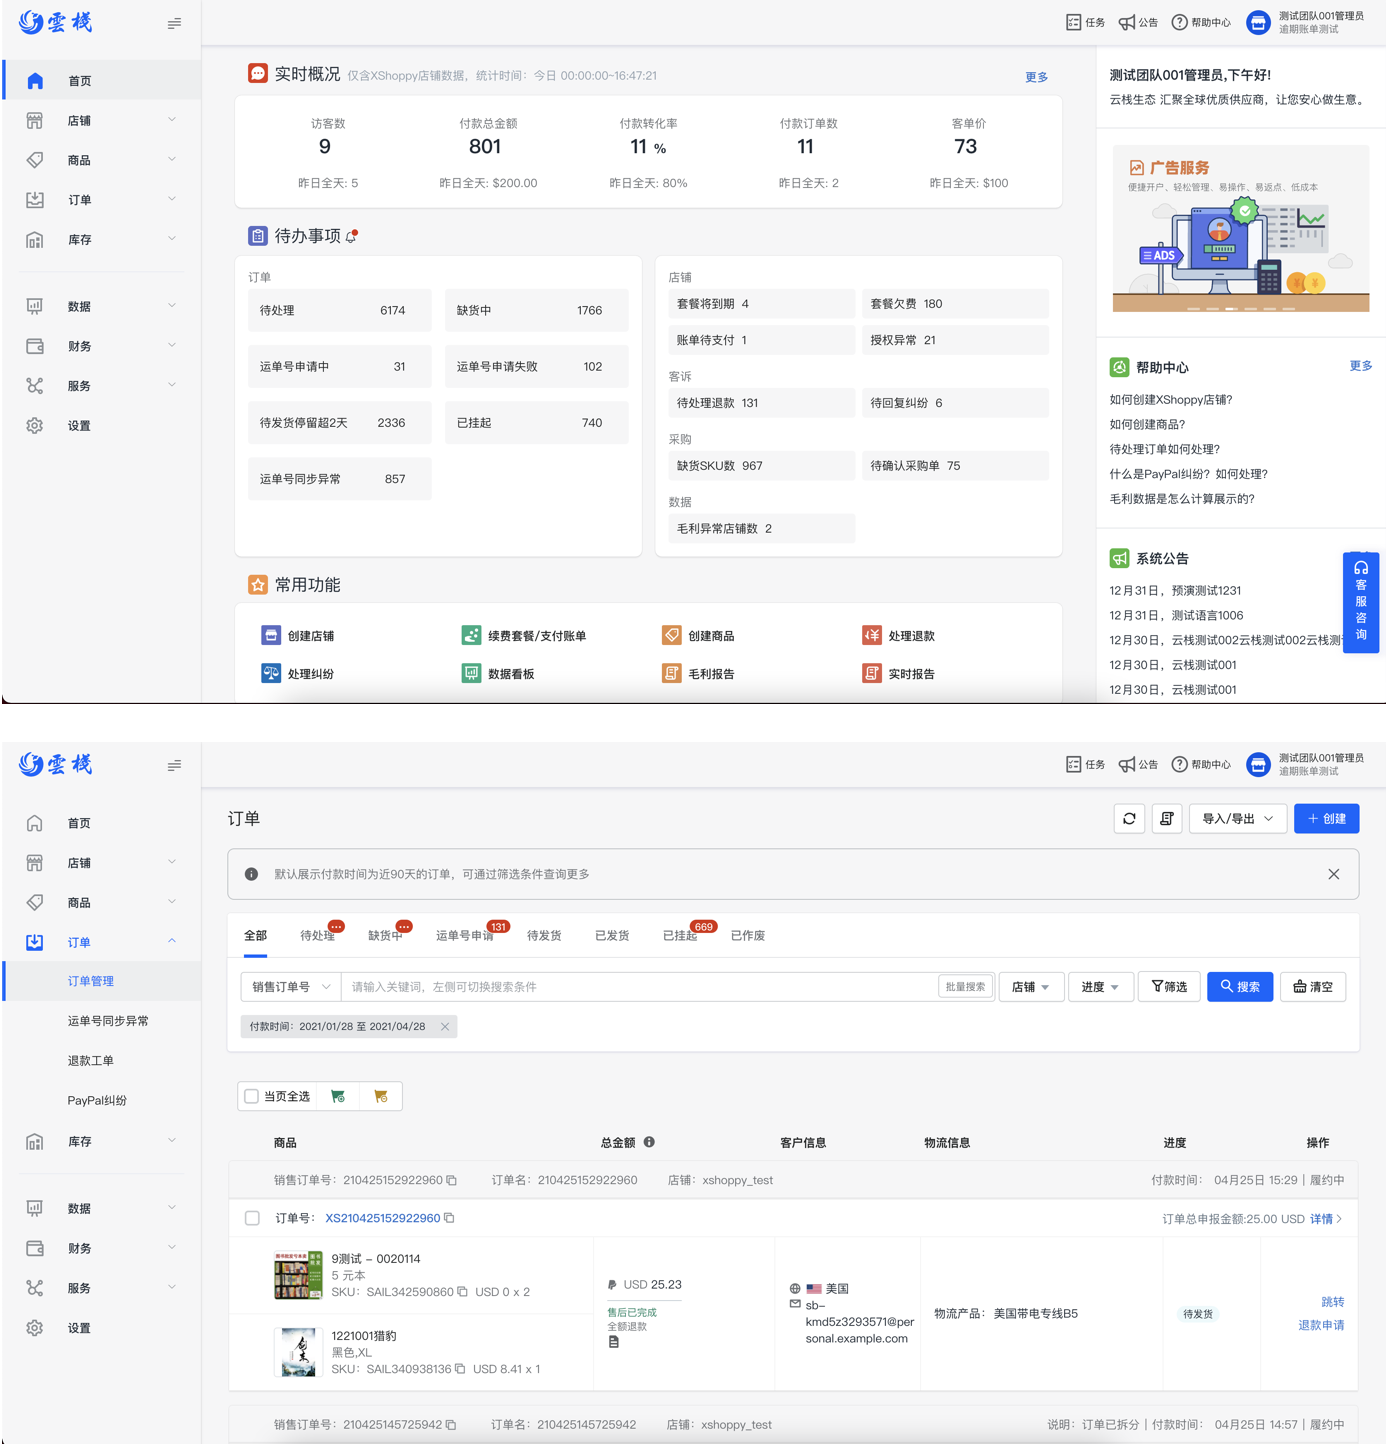 雲棧
任务
公告
帮助中心
测试团队001管理员
逾期账单测试
首页
店铺
商品
订单
库存
数据
财务
服务
设置
实时概况 仅含XShoppy店铺数据，统计时间：今日 00:00:00~16:47:21
更多
访客数 付款总金额 付款转化率 付款订单数 客单价
9 801 11 % 11 73
昨日全天: 5 昨日全天: $200.00 昨日全天: 80% 昨日全天: 2 昨日全天: $100
待办事项
订单
待处理 6174 缺货中 1766
运单号申请中 31 运单号申请失败 102
待发货停留超2天 2336 已挂起 740
运单号同步异常 857
店铺
套餐将到期 4 套餐欠费 180
账单待支付 1 授权异常 21
客诉
待处理退款 131 待回复纠纷 6
采购
缺货SKU数 967 待确认采购单 75
数据
毛利异常店铺数 2
常用功能
创建店铺 续费套餐/支付账单 创建商品 处理退款
处理纠纷 数据看板 毛利报告 实时报告
测试团队001管理员,下午好!
云栈生态 汇聚全球优质供应商，让您安心做生意。
广告服务
便捷开户、轻松管理、易操作、易返点、低成本
ADS
帮助中心 更多
如何创建XShoppy店铺?
如何创建商品?
待处理订单如何处理?
什么是PayPal纠纷？如何处理?
毛利数据是怎么计算展示的?
系统公告
12月31日，预演测试1231
12月31日，测试语言1006
12月30日，云栈测试002云栈测试002云栈测
12月30日，云栈测试001
12月30日，云栈测试001
客服咨询
雲棧
任务
公告
帮助中心
测试团队001管理员
逾期账单测试
首页
店铺
商品
订单
订单管理
运单号同步异常
退款工单
PayPal纠纷
库存
数据
财务
服务
设置
订单
导入/导出
+ 创建
默认展示付款时间为近90天的订单，可通过筛选条件查询更多
全部 待处理 缺货中 运单号申请 131 待发货 已发货 已挂起 669 已作废
销售订单号 请输入关键词，左侧可切换搜索条件 批量搜索 店铺 进度 筛选 搜索 清空
付款时间：2021/01/28 至 2021/04/28
当页全选
商品 总金额 客户信息 物流信息 进度 操作
销售订单号：210425152922960 订单名：210425152922960 店铺：xshoppy_test 付款时间： 04月25日 15:29 | 履约中
订单号： XS210425152922960 订单总申报金额:25.00 USD 详情
9测试 – 0020114
5 元本
SKU：SAIL342590860 USD 0 x 2
1221001猎豹
黑色,XL
SKU：SAIL340938136 USD 8.41 x 1
USD 25.23
售后已完成
全额退款
美国
sb-
kmd5z3293571@per
sonal.example.com
物流产品： 美国带电专线B5
待发货
跳转
退款申请
销售订单号：210425145725942 订单名：210425145725942 店铺：xshoppy_test 说明：订单已拆分 | 付款时间： 04月25日 14:57 | 履约中